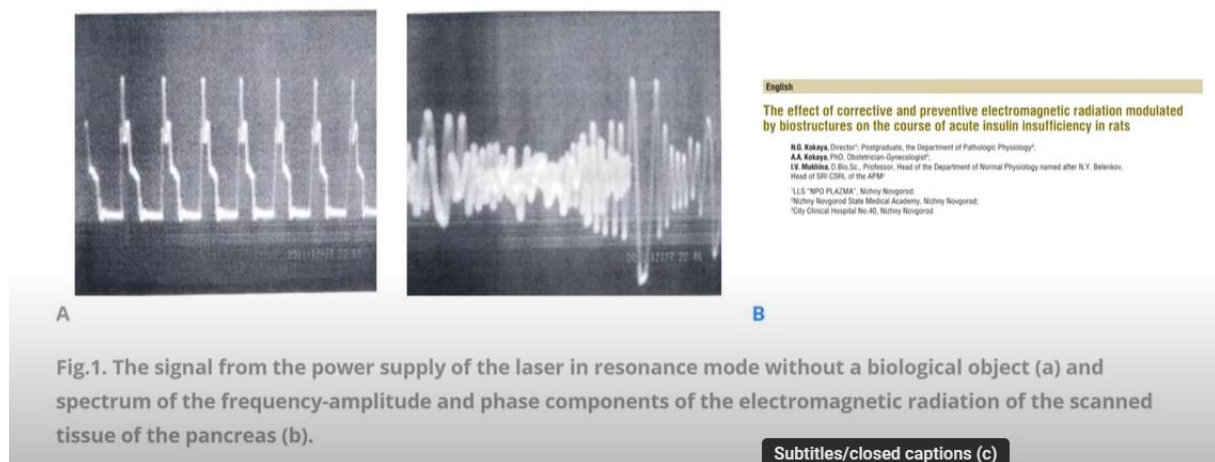 English
The effect of corrective and preventive electromagnetic radiation modulated
by biostructures on the course of acute insulin insufficiency in rats
N.G. Kokaya, Director¹; Postgraduate, the Department of Pathologic Physiology²;
A.A. Kokaya, PhD, Obstetrician-Gynecologist³;
I.V. Mukhina, D.Bio.Sc., Professor, Head of the Department of Normal Physiology named after N.Y. Belenkov;
Head of SRI CSRL of the APM²
¹LLS "NPO PLAZMA", Nizhny Novgorod;
²Nizhny Novgorod State Medical Academy, Nizhny Novgorod;
³City Clinical Hospital No.40, Nizhny Novgorod
A
B
Fig.1. The signal from the power supply of the laser in resonance mode without a biological object (a) and
spectrum of the frequency-amplitude and phase components of the electromagnetic radiation of the scanned
tissue of the pancreas (b).
Subtitles/closed captions (c)